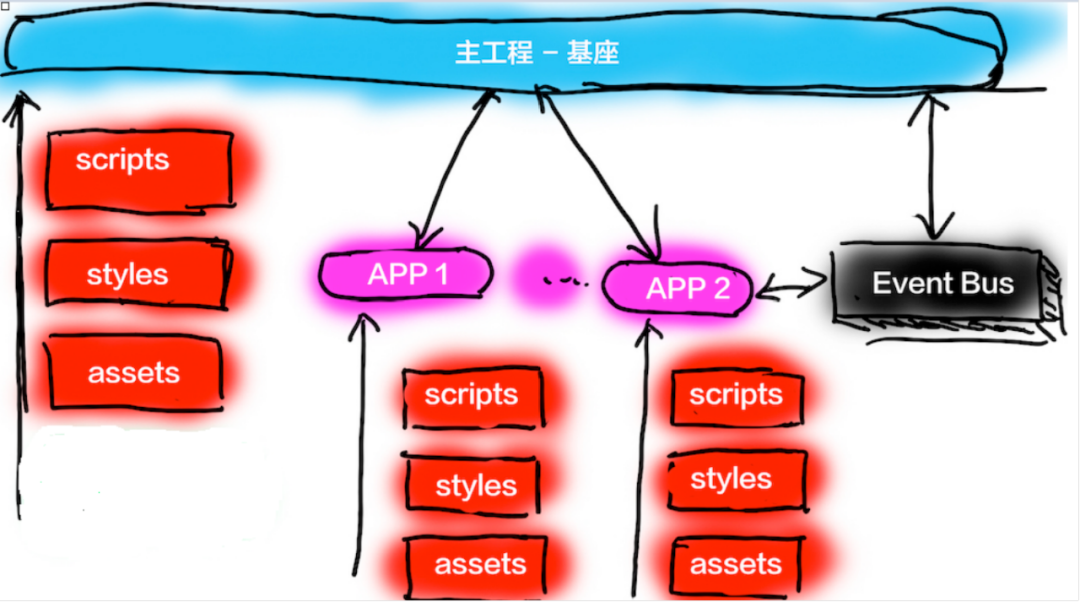 主工程 – 基座
scripts
styles
assets
APP 1
....
APP 2
Event Bus
scripts
styles
assets
scripts
styles
assets